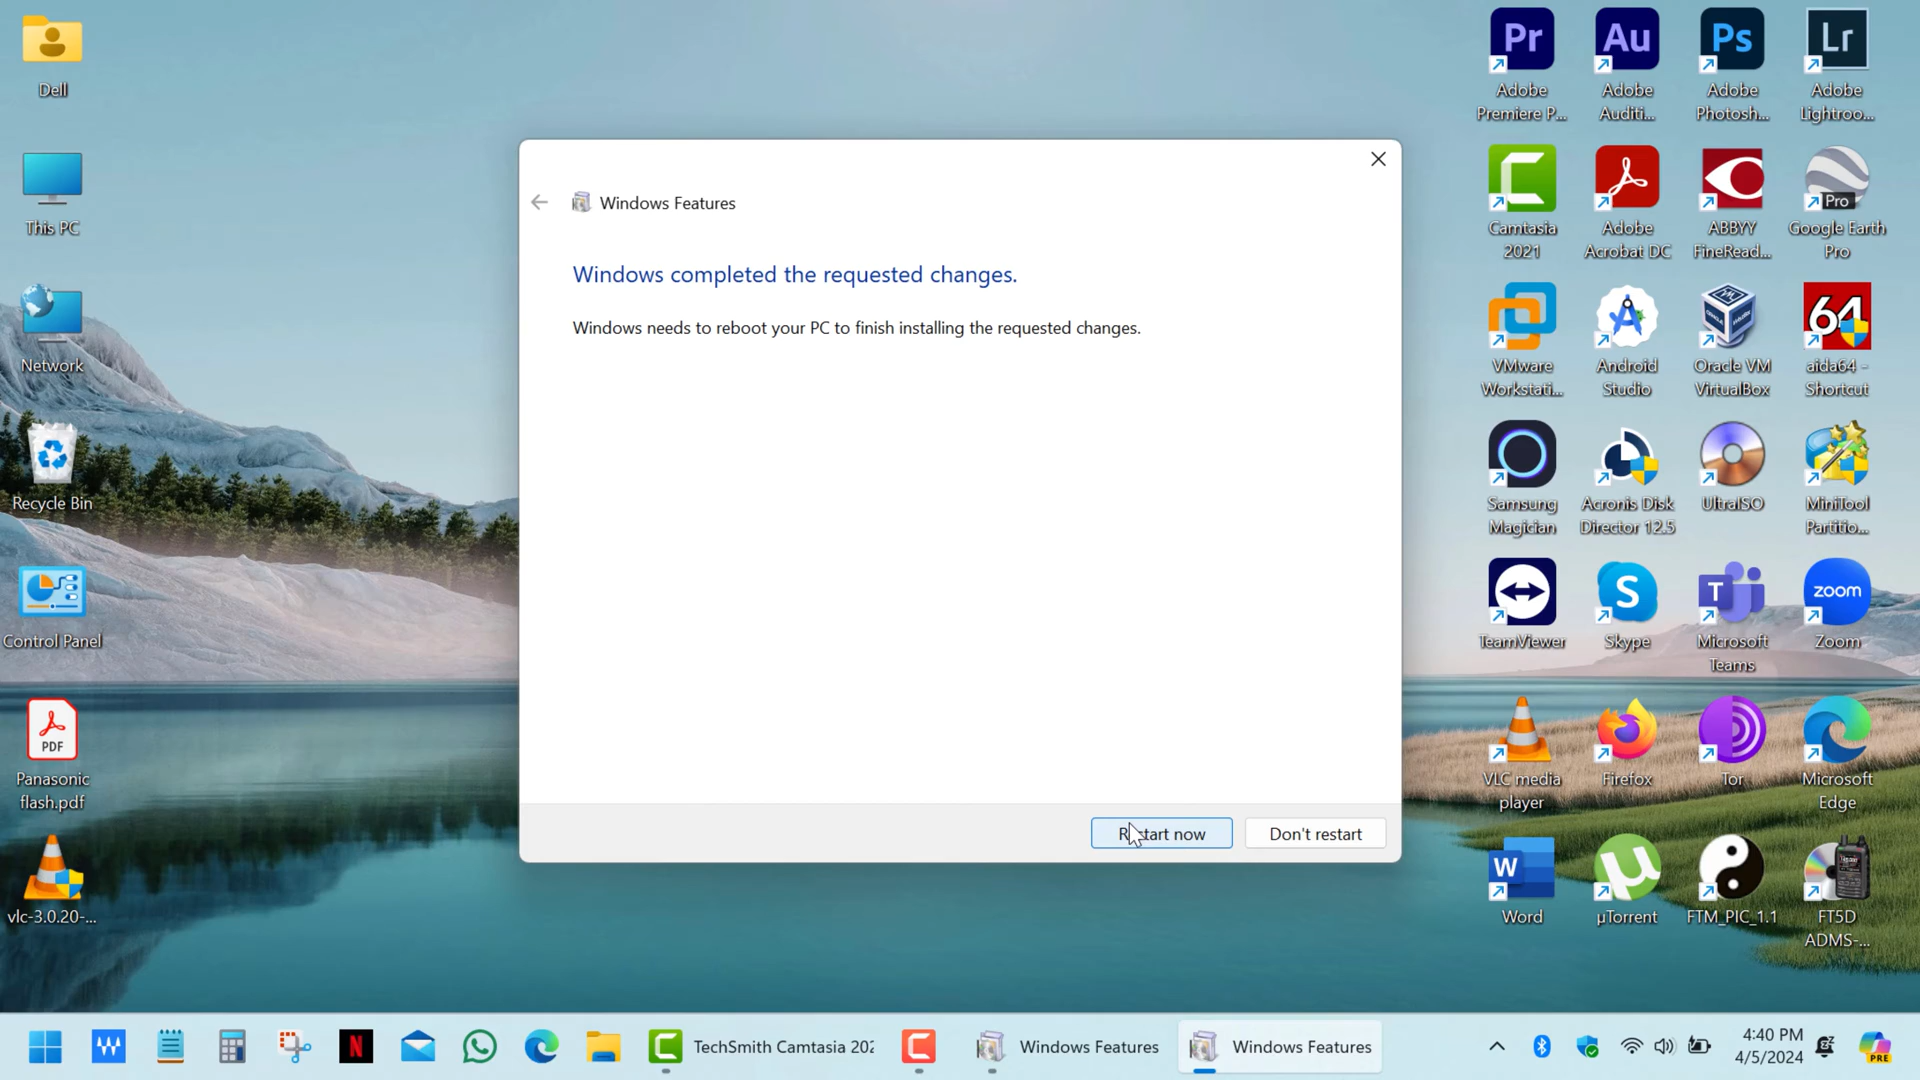 Dell
This PC
Network
Recycle Bin
Control Panel
PDF
Panasonic
flash.pdf
vlc-3.0.20-...
Windows Features
Windows completed the requested changes.
Windows needs to reboot your PC to finish installing the requested changes.
Restart now
Don't restart
Pr
Au
Ps
Lr
Adobe
Premiere P...
Adobe
Auditi...
Adobe
Photosh...
Adobe
Lightroo...
Pro
Camtasia
2021
Adobe
Acrobat DC
ABBYY
FineRead...
Google Earth
Pro
64
VMware
Workstati...
Android
Studio
Oracle VM
VirtualBox
aida64 -
Shortcut
Samsung
Magician
Acronis Disk
Director 12.5
UltraISO
MiniTool
Partitio...
S
T
zoom
TeamViewer
Skype
Microsoft
Teams
Zoom
VLC media
player
Firefox
Tor
Microsoft
Edge
W
µ
Word
µTorrent
FTM_PIC_1.1
FT5D
ADMS-...
W
N
TechSmith Camtasia 202
Windows Features
Windows Features
4:40 PM
4/5/2024
PRE